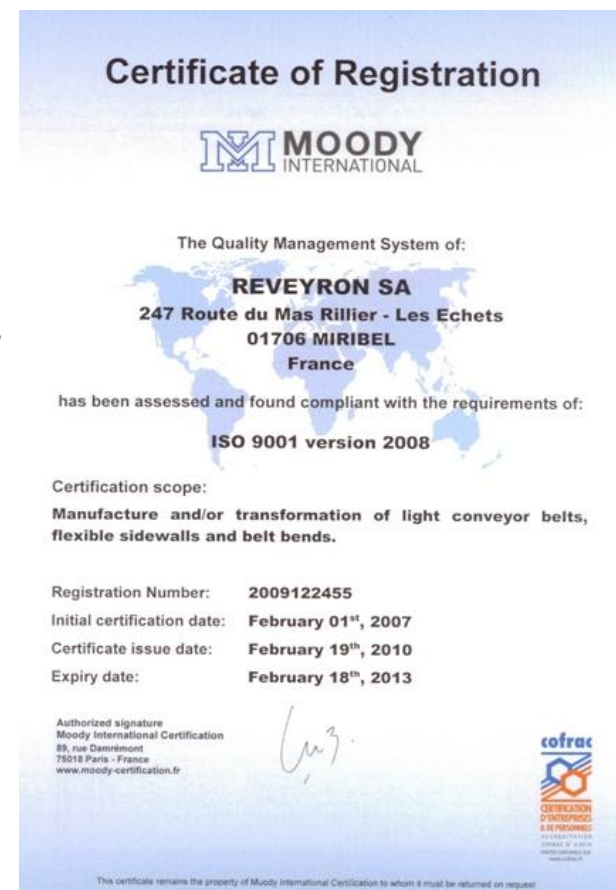 Certificate of Registration
MOODY
INTERNATIONAL
The Quality Management System of:
REVEYRON SA
247 Route du Mas Rillier - Les Echets
01706 MIRIBEL
France
has been assessed and found compliant with the requirements of:
ISO 9001 version 2008
Certification scope:
Manufacture and/or transformation of light conveyor belts,
flexible sidewalls and belt bends.
Registration Number: 2009122455
Initial certification date: February 01st, 2007
Certificate issue date: February 19th, 2010
Expiry date: February 18th, 2013
Authorized signature
Moody International Certification
89, rue Damrémont
75018 Paris - France
www.moody-certification.fr
cofrac
CERTIFICATION
D'ENTREPRISES
& DE PERSONNELS
ACCREDITATION
www.cofrac.fr
This certificate remains the property of Moody International Certification to whom it must be returned on request